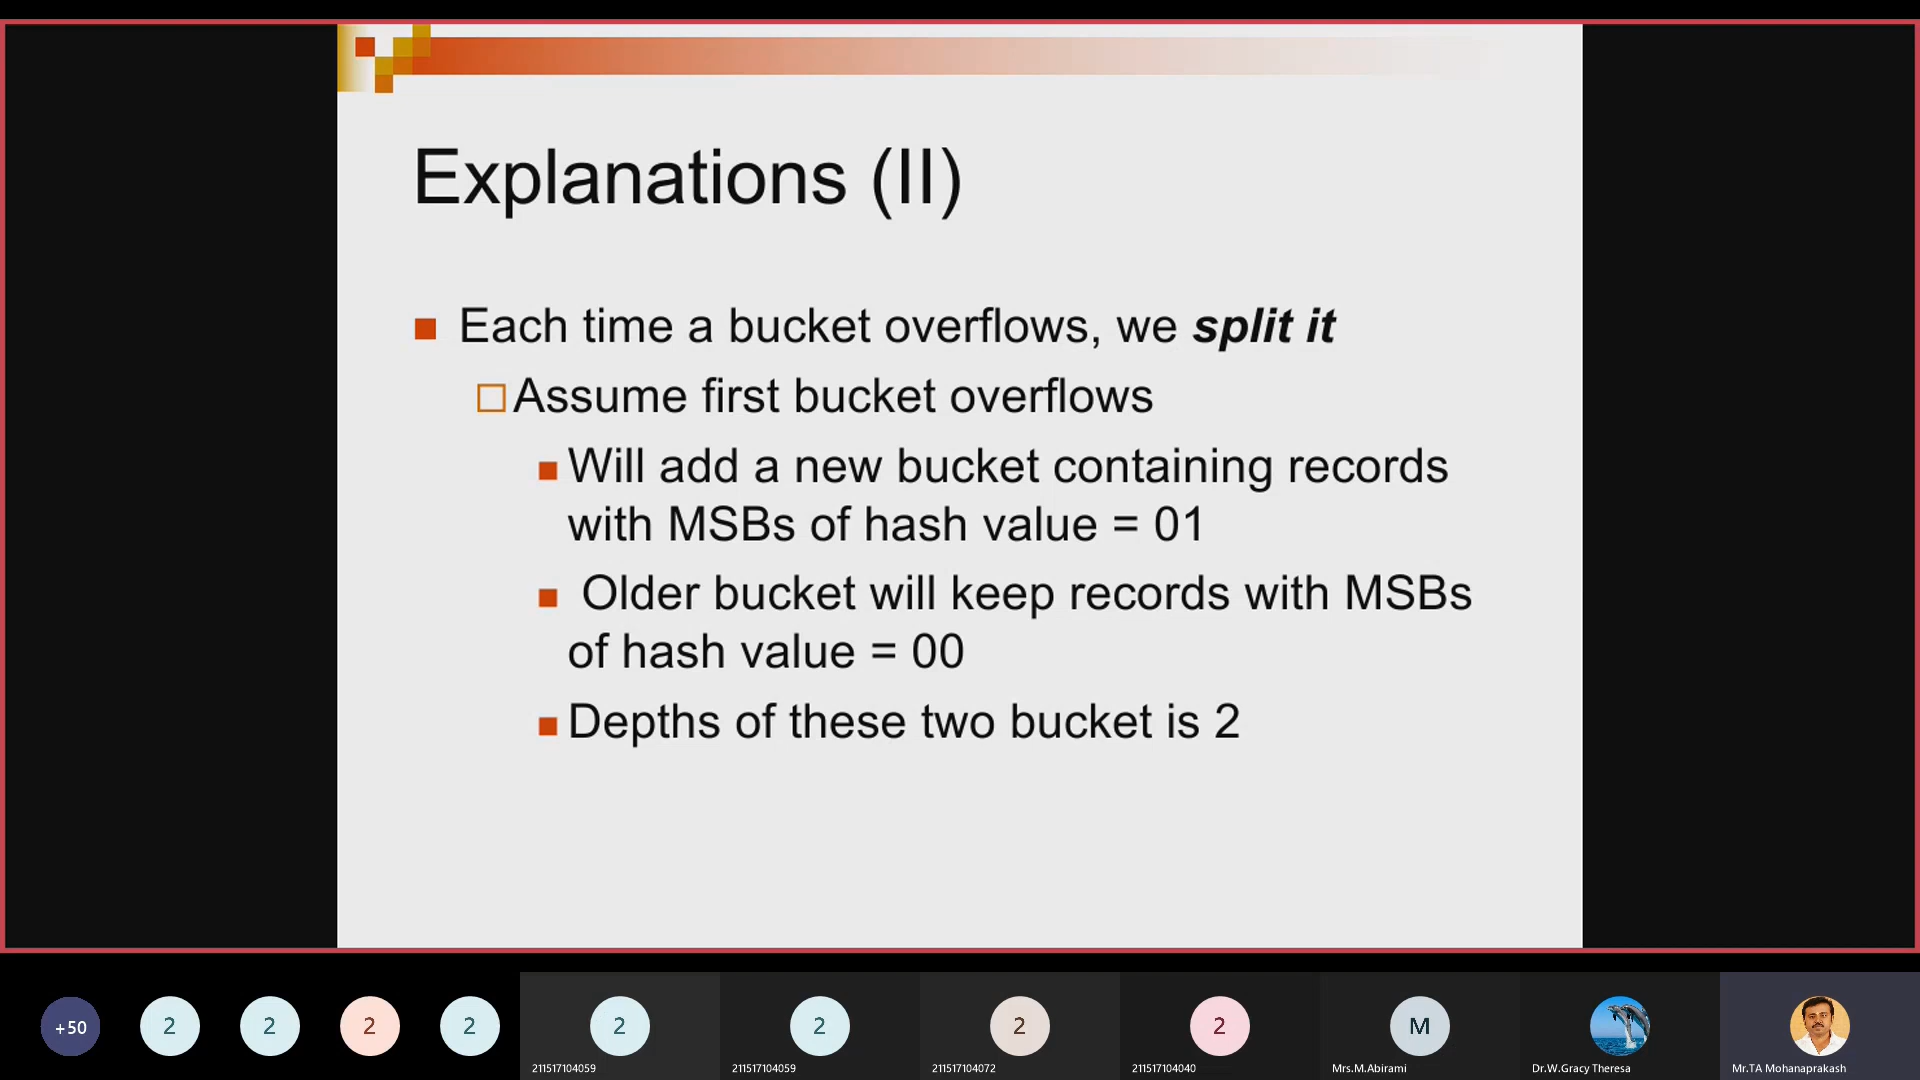 Explanations (II)
Each time a bucket overflows, we split it
Assume first bucket overflows
Will add a new bucket containing records
with MSBs of hash value = 01
Older bucket will keep records with MSBs
of hash value = 00
Depths of these two bucket is 2
+50
2
2
2
2
2
2
2
2
M
211517104059
211517104059
211517104072
211517104040
Mrs.M.Abirami
Dr.W.Gracy Theresa
Mr.TA Mohanaprakash